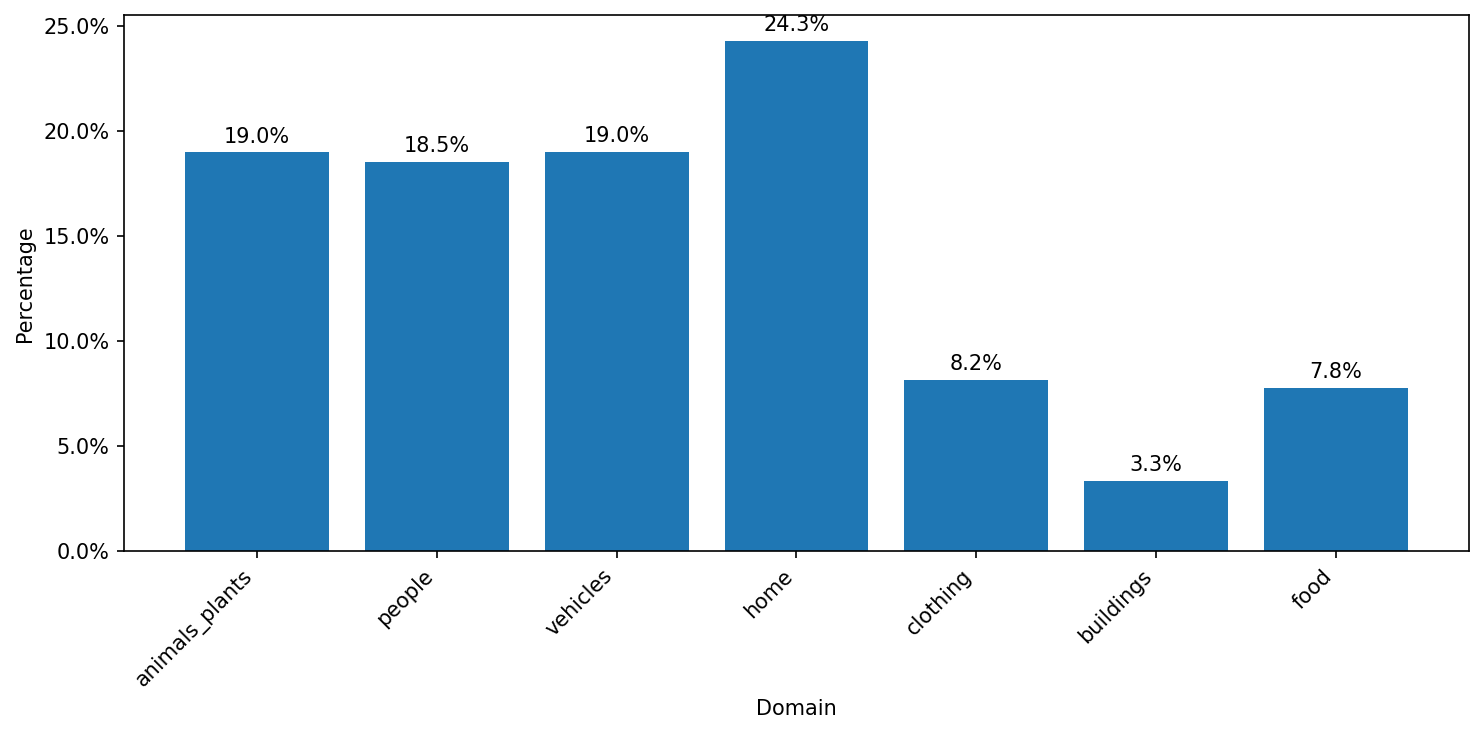 25.0%
20.0%
15.0%
10.0%
5.0%
0.0%
Percentage
19.0%
18.5%
19.0%
24.3%
8.2%
3.3%
7.8%
animals_plants
people
vehicles
home
clothing
buildings
food
Domain